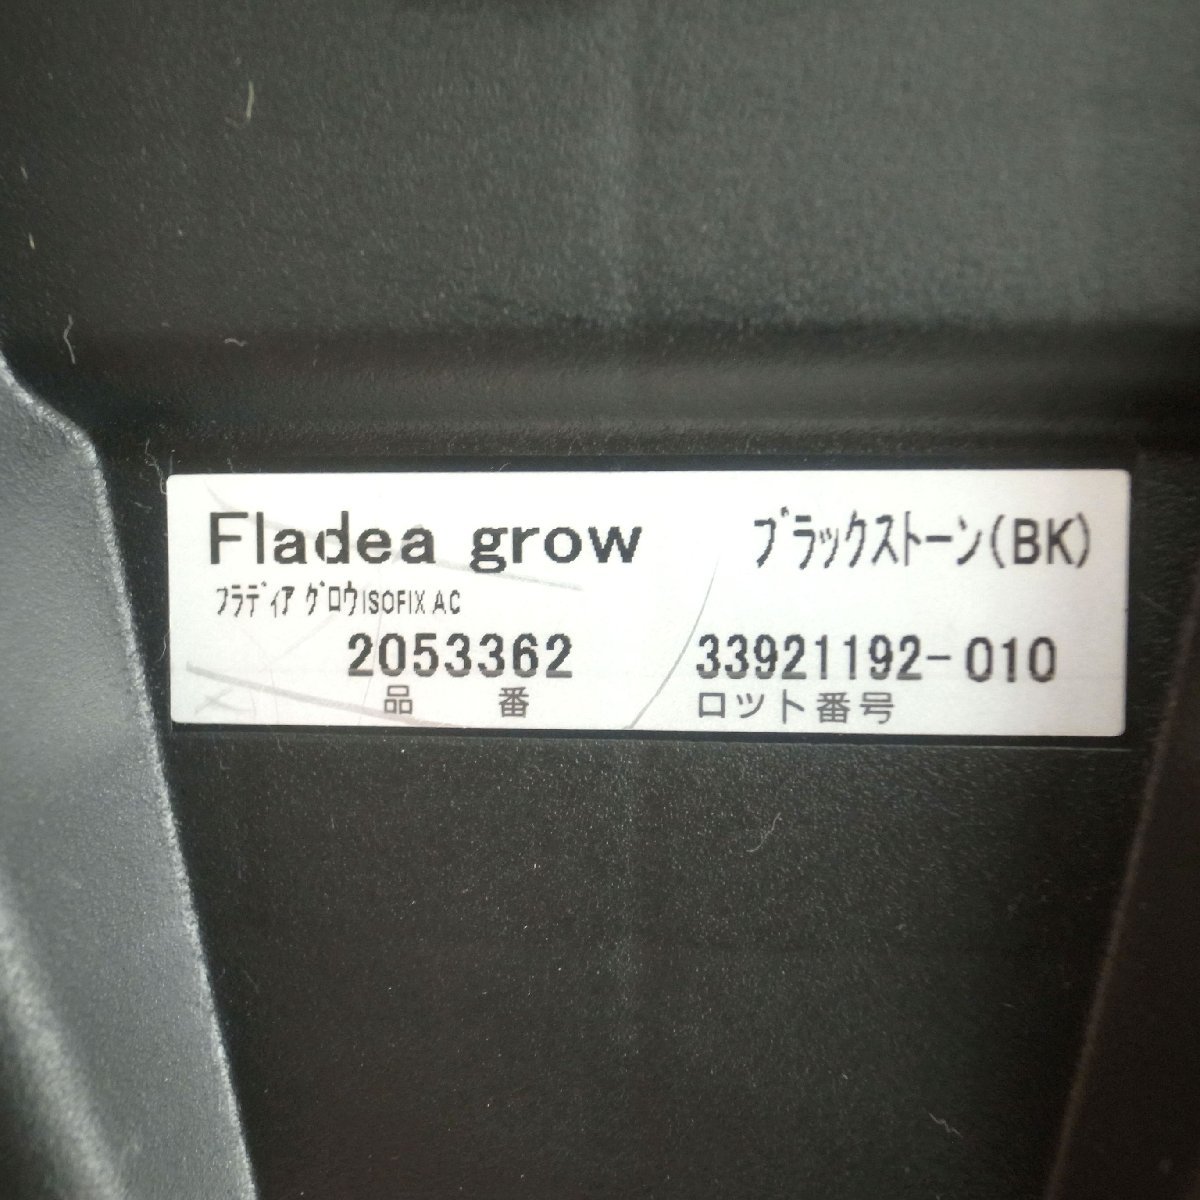 Fladea grow ブラックストーン(BK)
フラディア グロウISOFIX AC
2053362 33921192-010
品 番 ロット番号